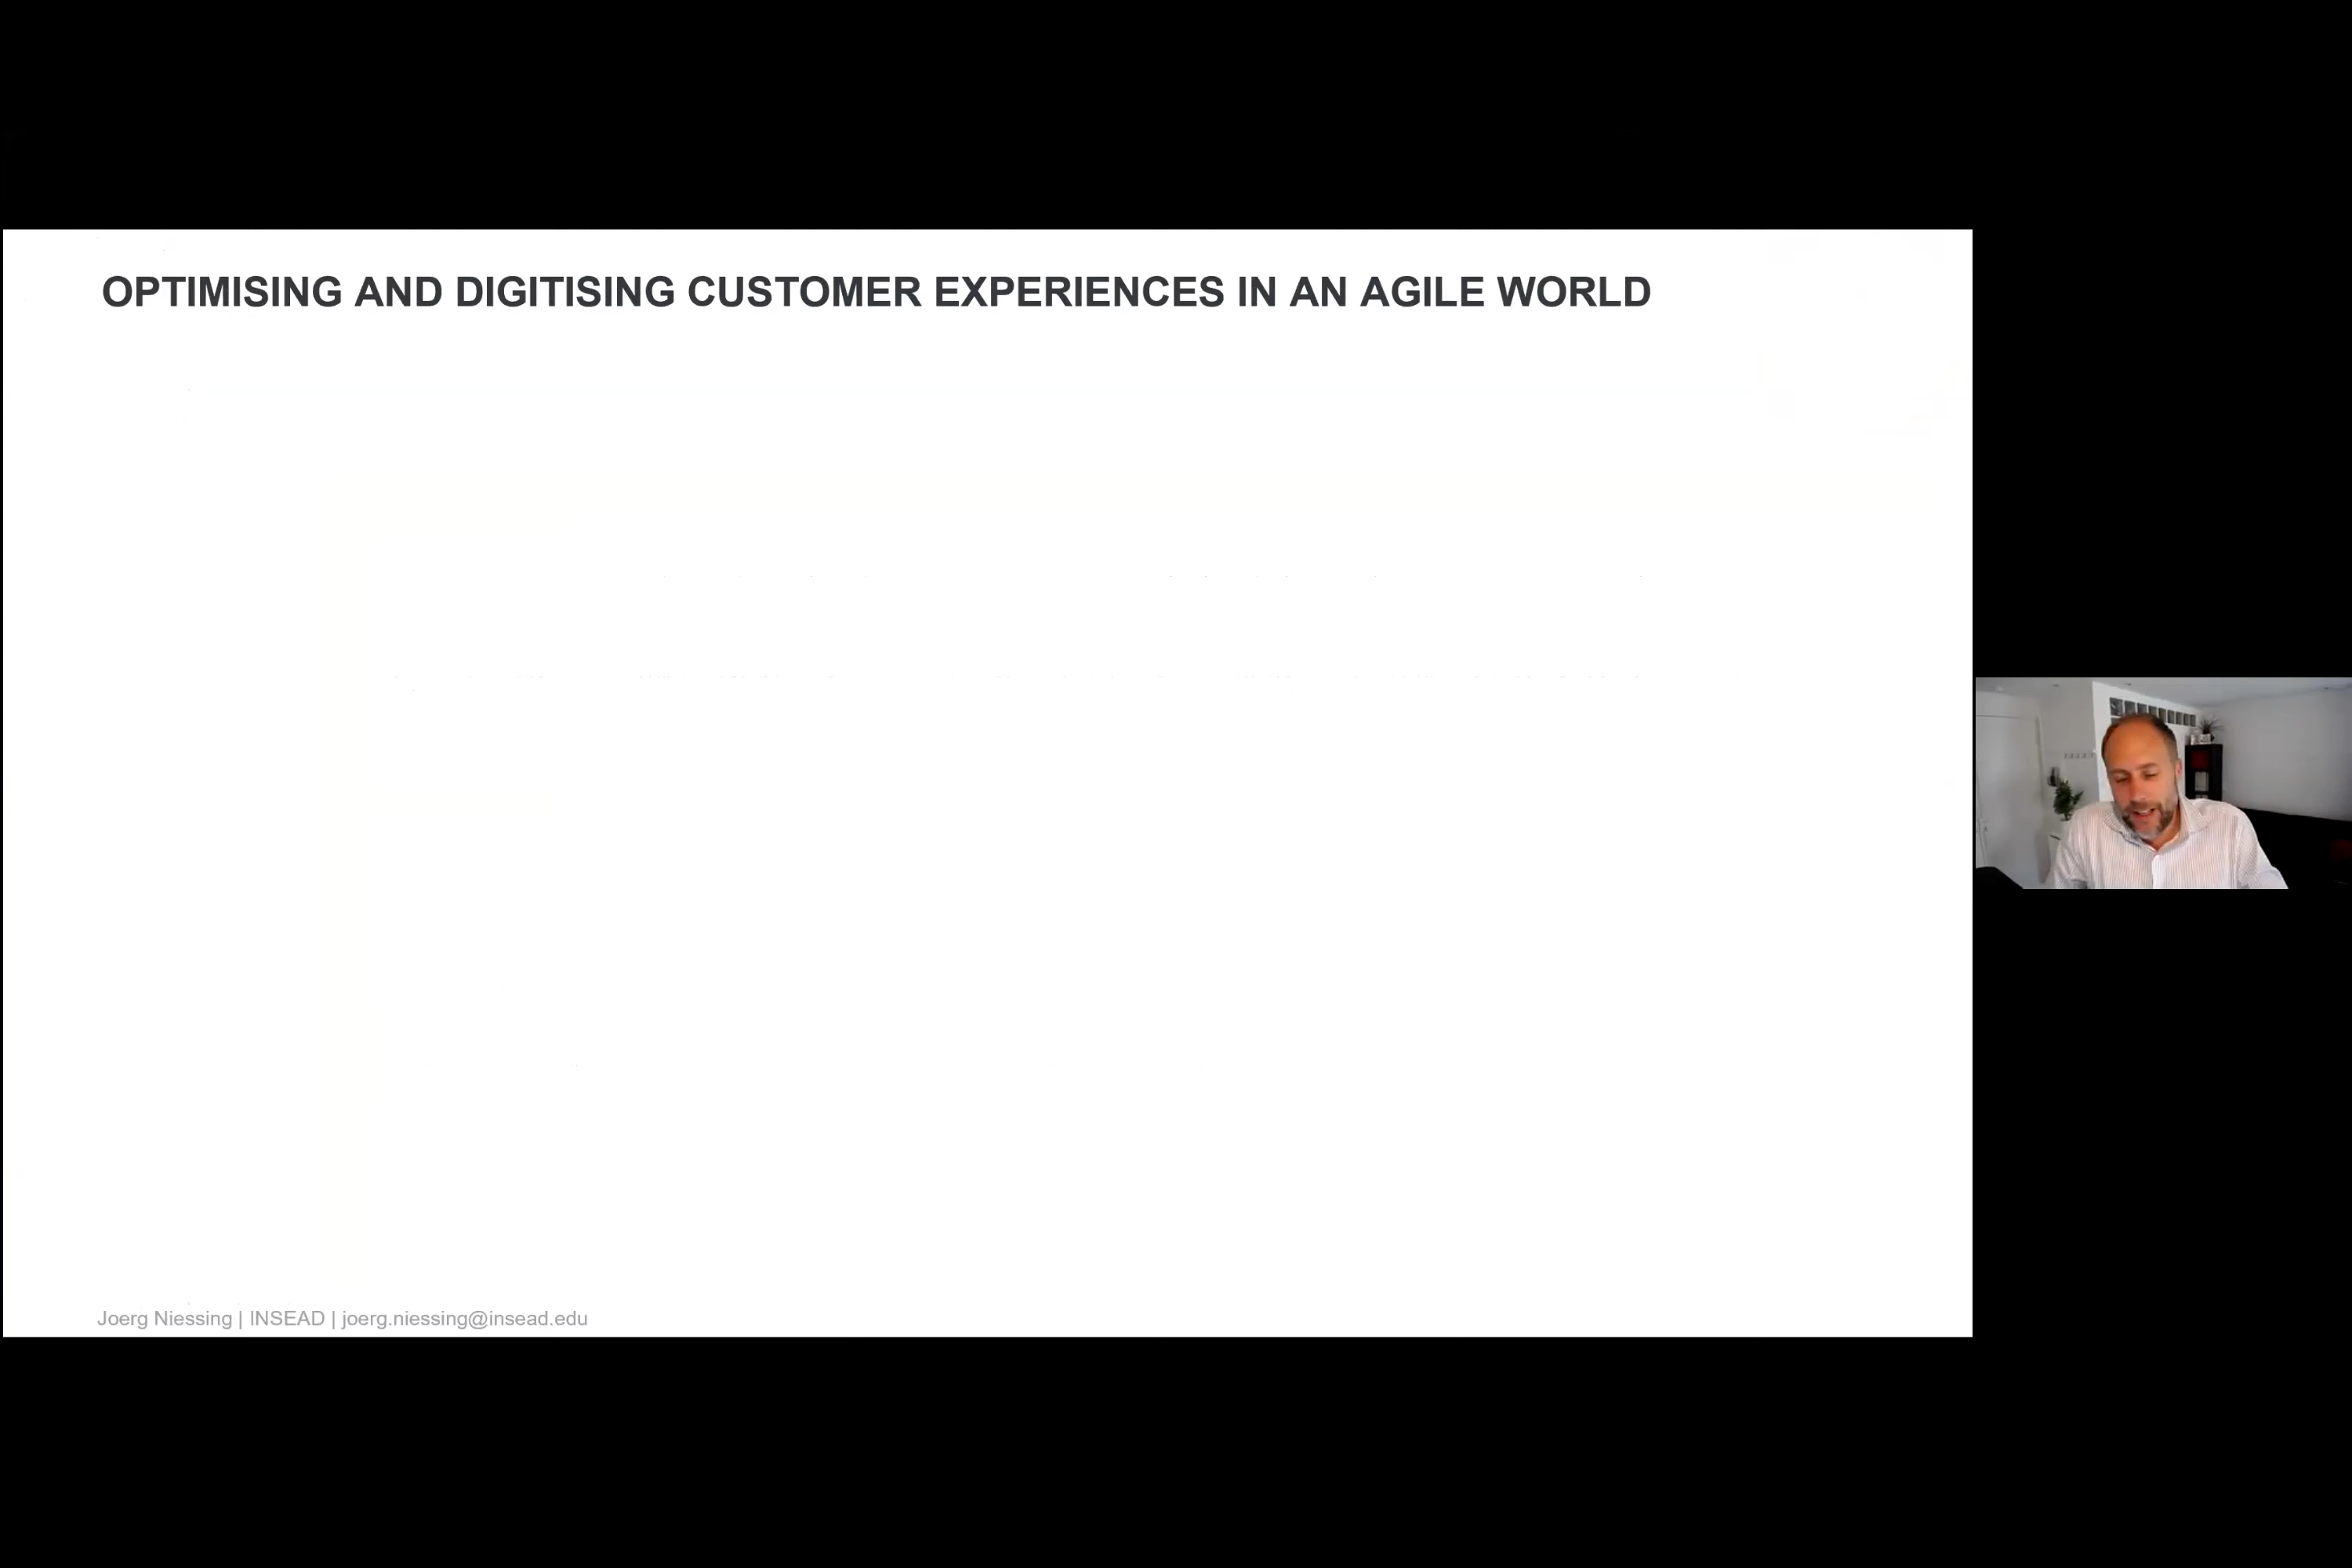 OPTIMISING AND DIGITISING CUSTOMER EXPERIENCES IN AN AGILE WORLD
Joerg Niessing | INSEAD | joerg.niessing@insead.edu